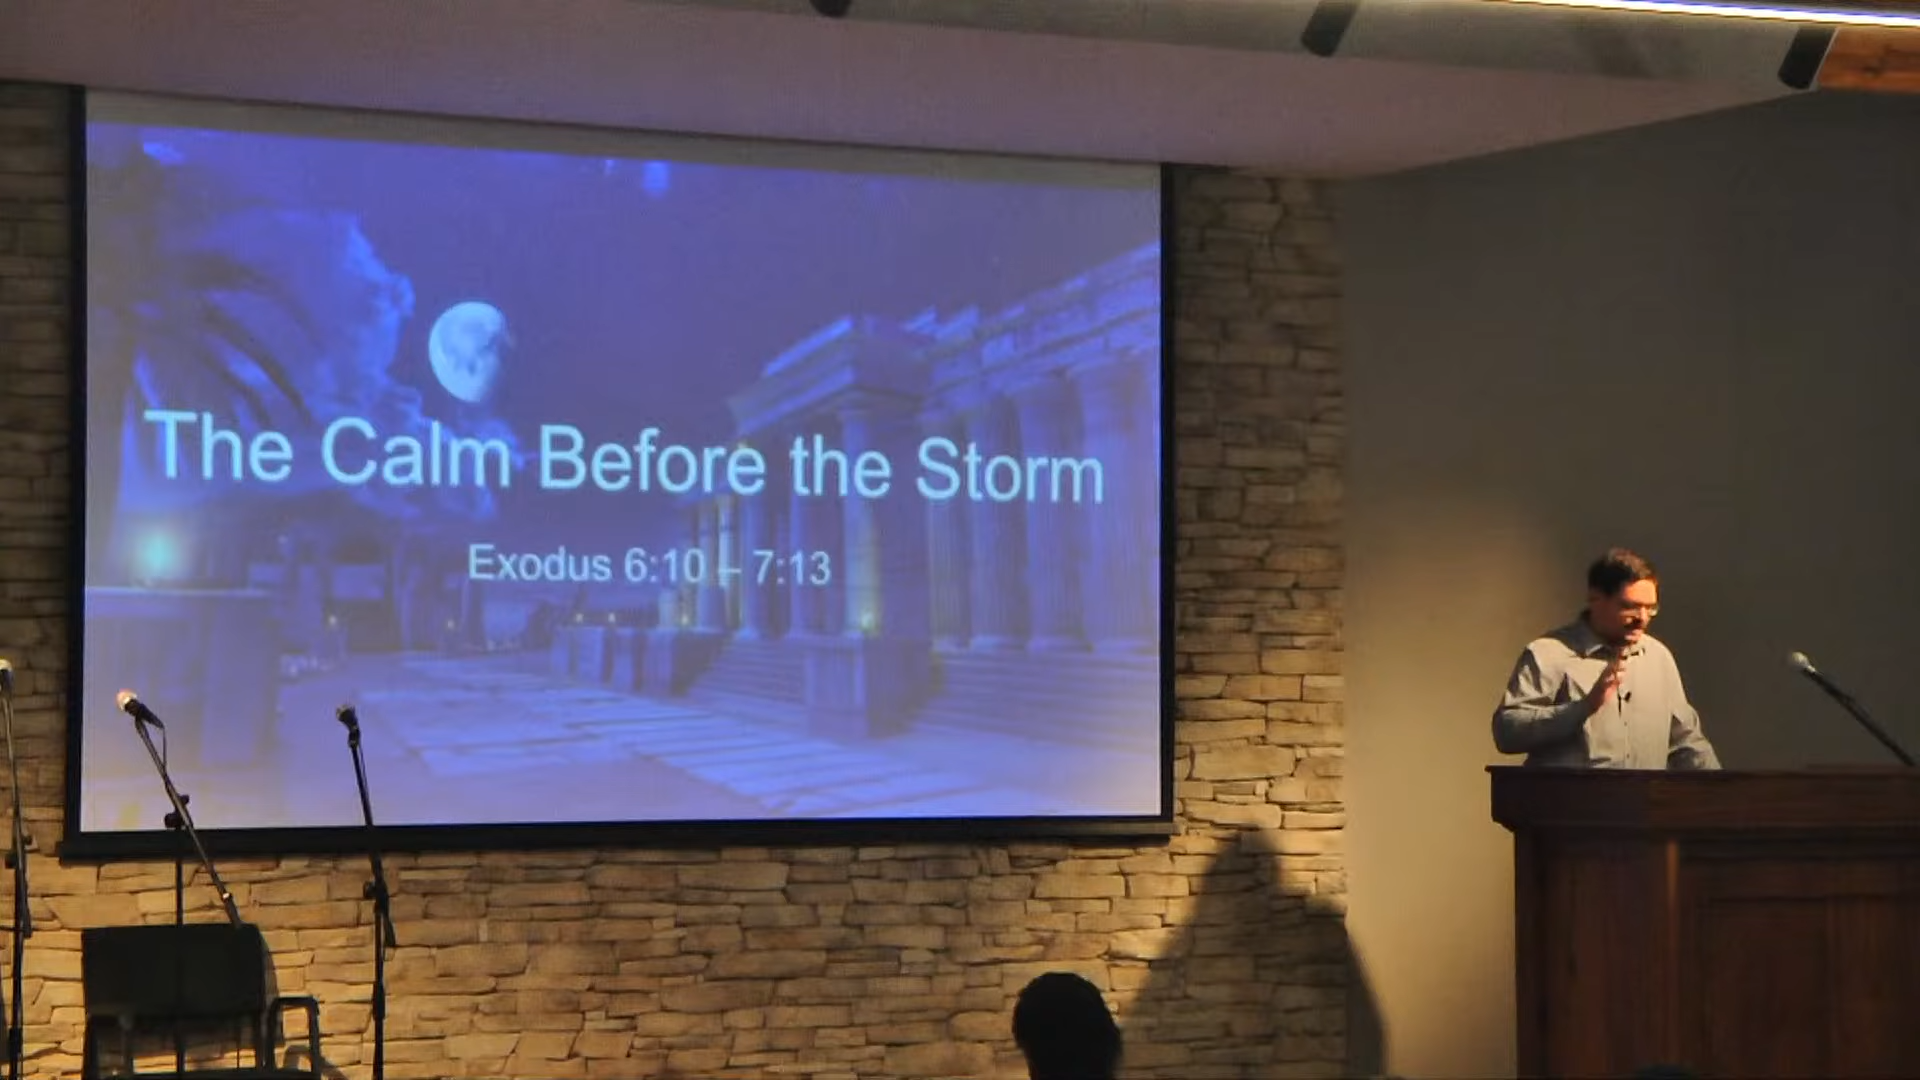 The Calm Before the Storm
Exodus 6:10 – 7:13